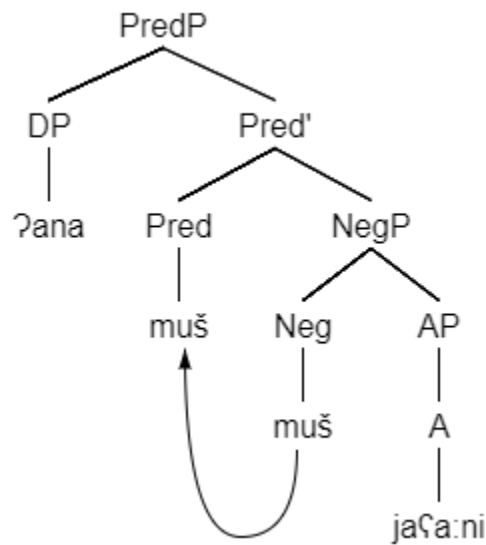 PredP
DP Pred'
ʔana Pred NegP
muš Neg AP
muš A
jaʕa:ni